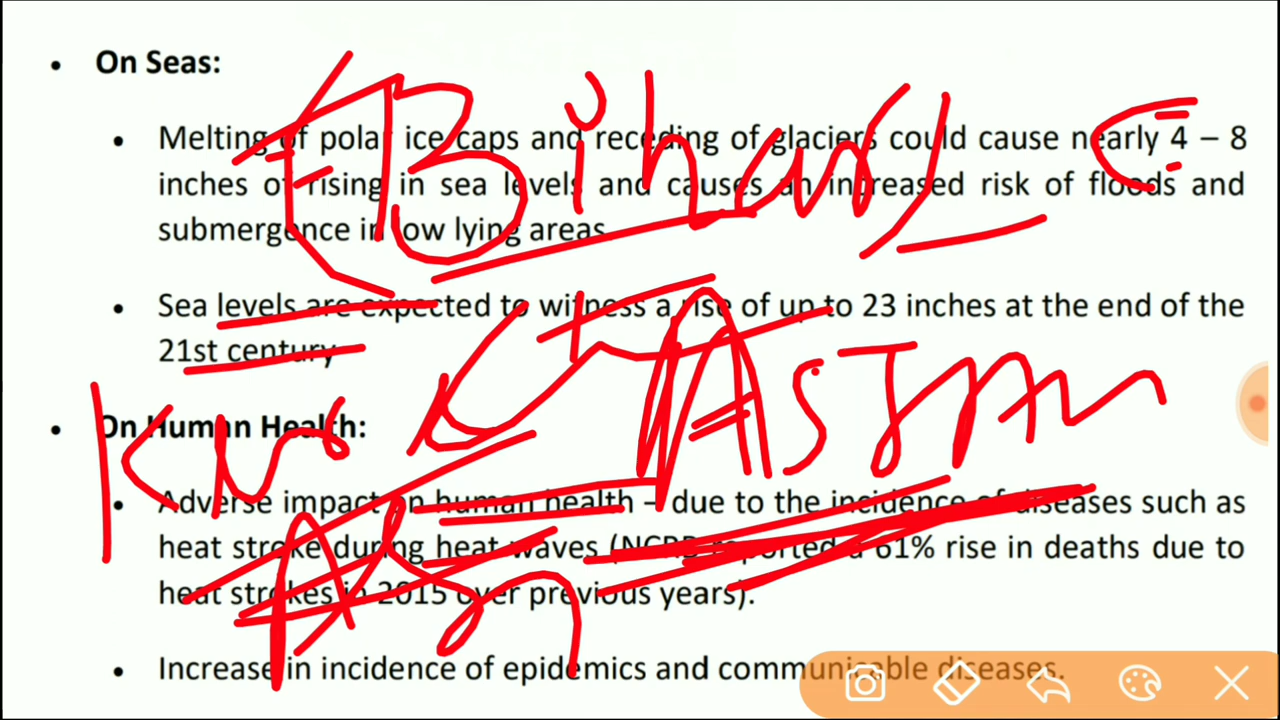 • On Seas:
• Melting of polar ice caps and receding of glaciers could cause nearly 4 – 8
inches of rising in sea levels and causes an increased risk of floods and
submergence in low lying areas.
Bihar
• Sea levels are expected to witness a rise of up to 23 inches at the end of the
21st century
• On Human Health:
• Adverse impact on human health – due to the incidence of diseases such as
heat stroke during heat waves (NCRB reported a 61% rise in deaths due to
heat strokes in 2015 over previous years).
• Increase in incidence of epidemics and communicable diseases.